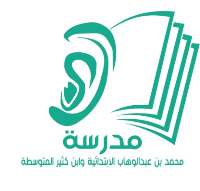 مدرسة
محمد بن عبدالوهاب الابتدائية وابن كثير المتوسطة